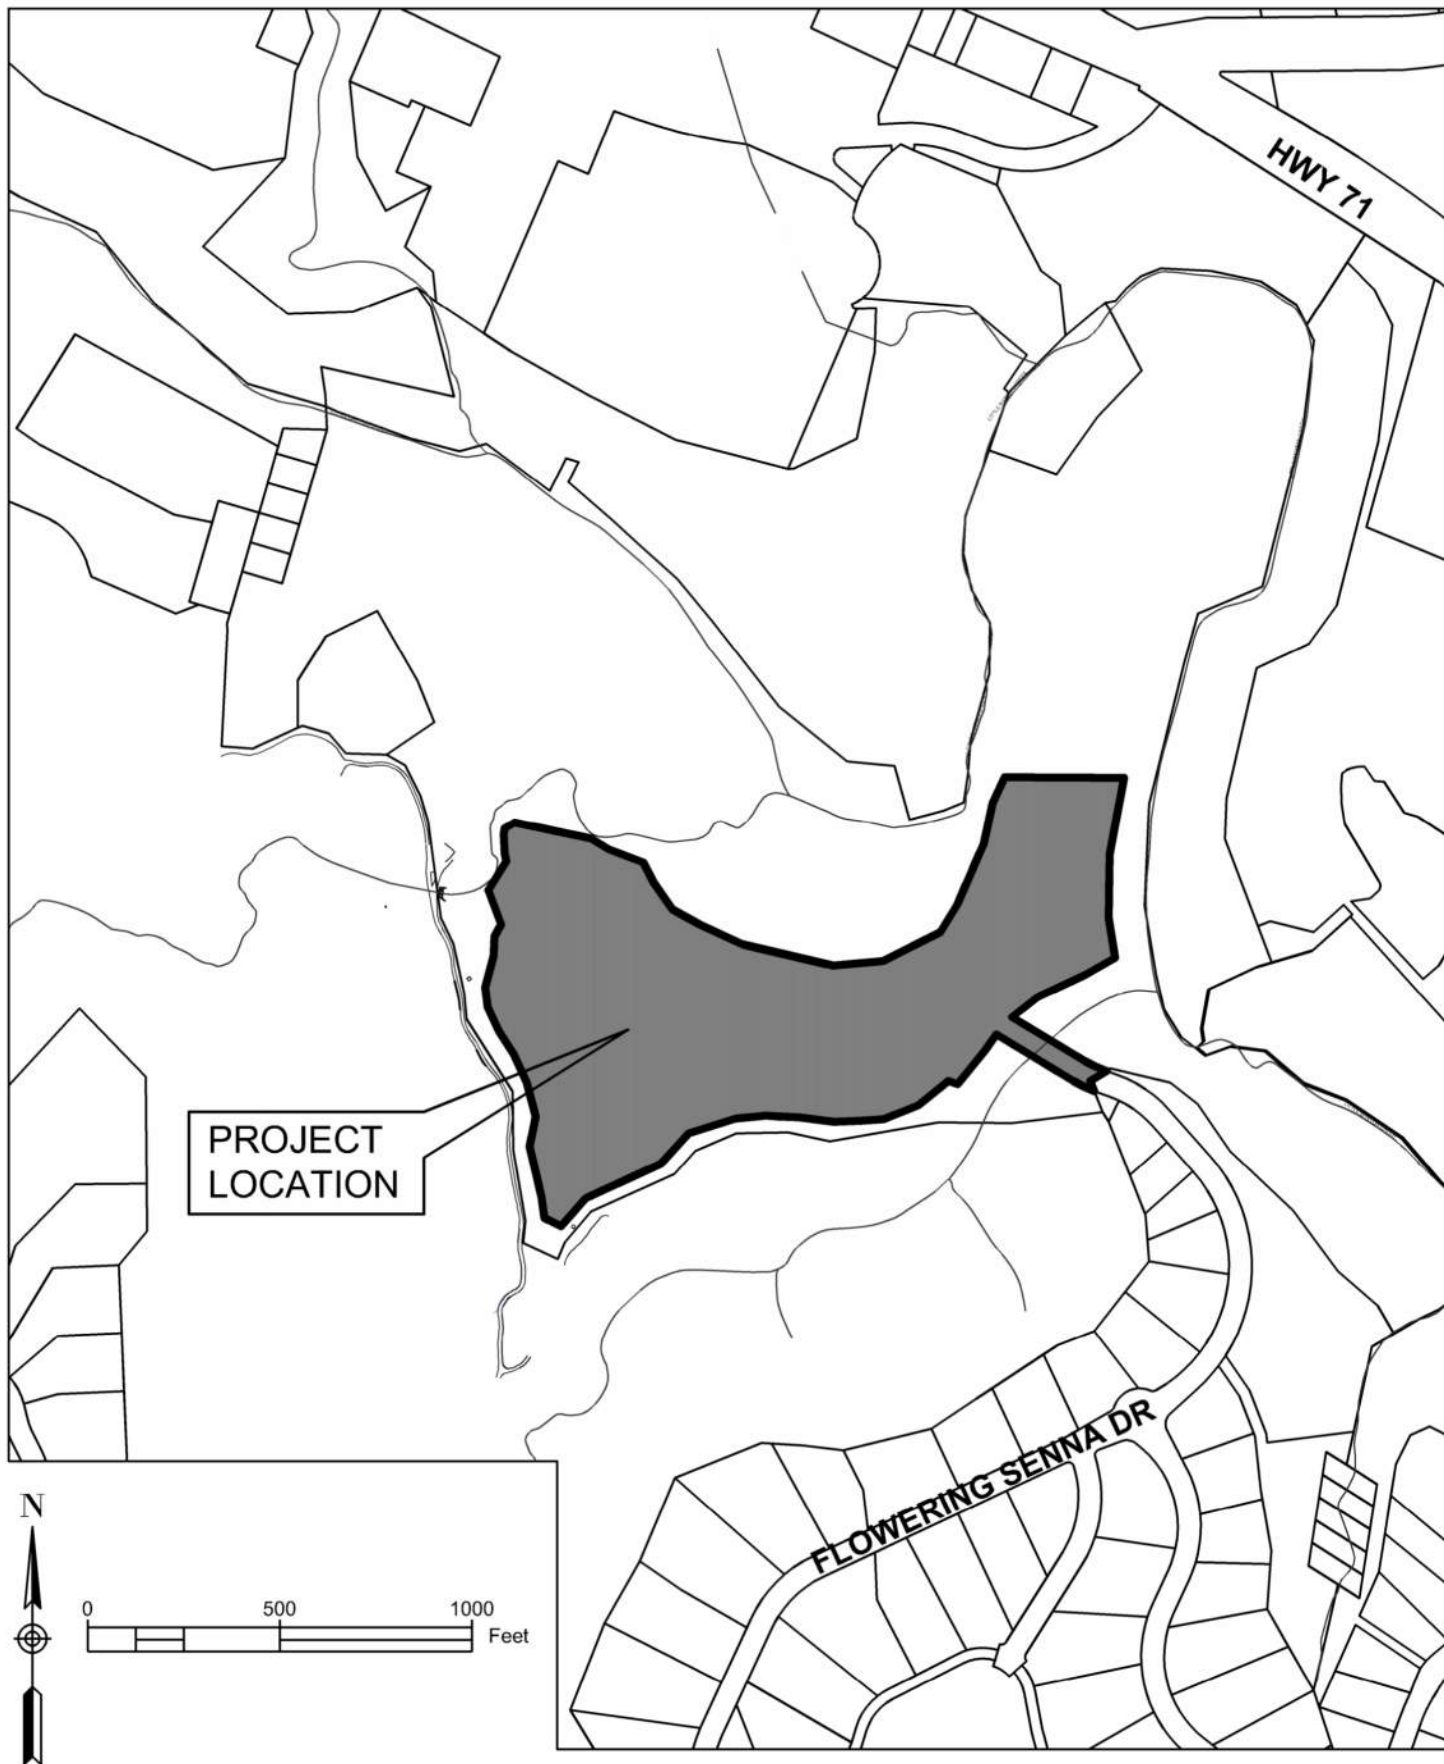 HWY 71
PROJECT
LOCATION
FLOWERING SENNA DR
N
0 500 1000
Feet